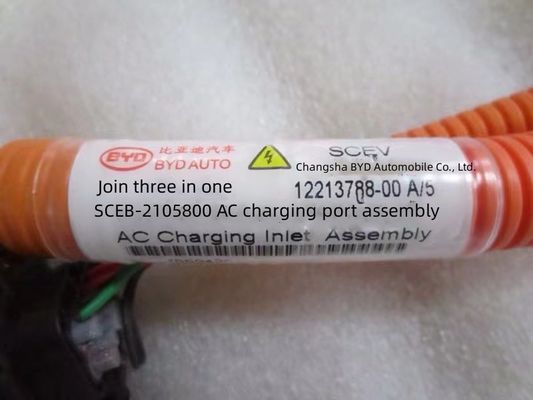 BYD
比亚迪汽车
BYD AUTO
SCEV
Changsha BYD Automobile Co., Ltd.
Join three in one
12213788-00 A/5
SCEB-2105800 AC charging port assembly
AC Charging Inlet Assembly